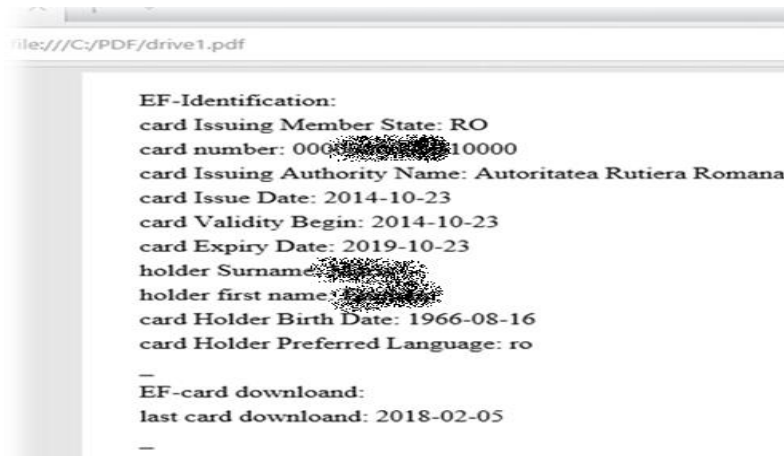 file:///C:/PDF/drive1.pdf
EF-Identification:
card Issuing Member State: RO
card number: 000 10000
card Issuing Authority Name: Autoritatea Rutiera Romana
card Issue Date: 2014-10-23
card Validity Begin: 2014-10-23
card Expiry Date: 2019-10-23
holder Surname:
holder first name:
card Holder Birth Date: 1966-08-16
card Holder Preferred Language: ro
_
EF-card downloand:
last card downloand: 2018-02-05
_